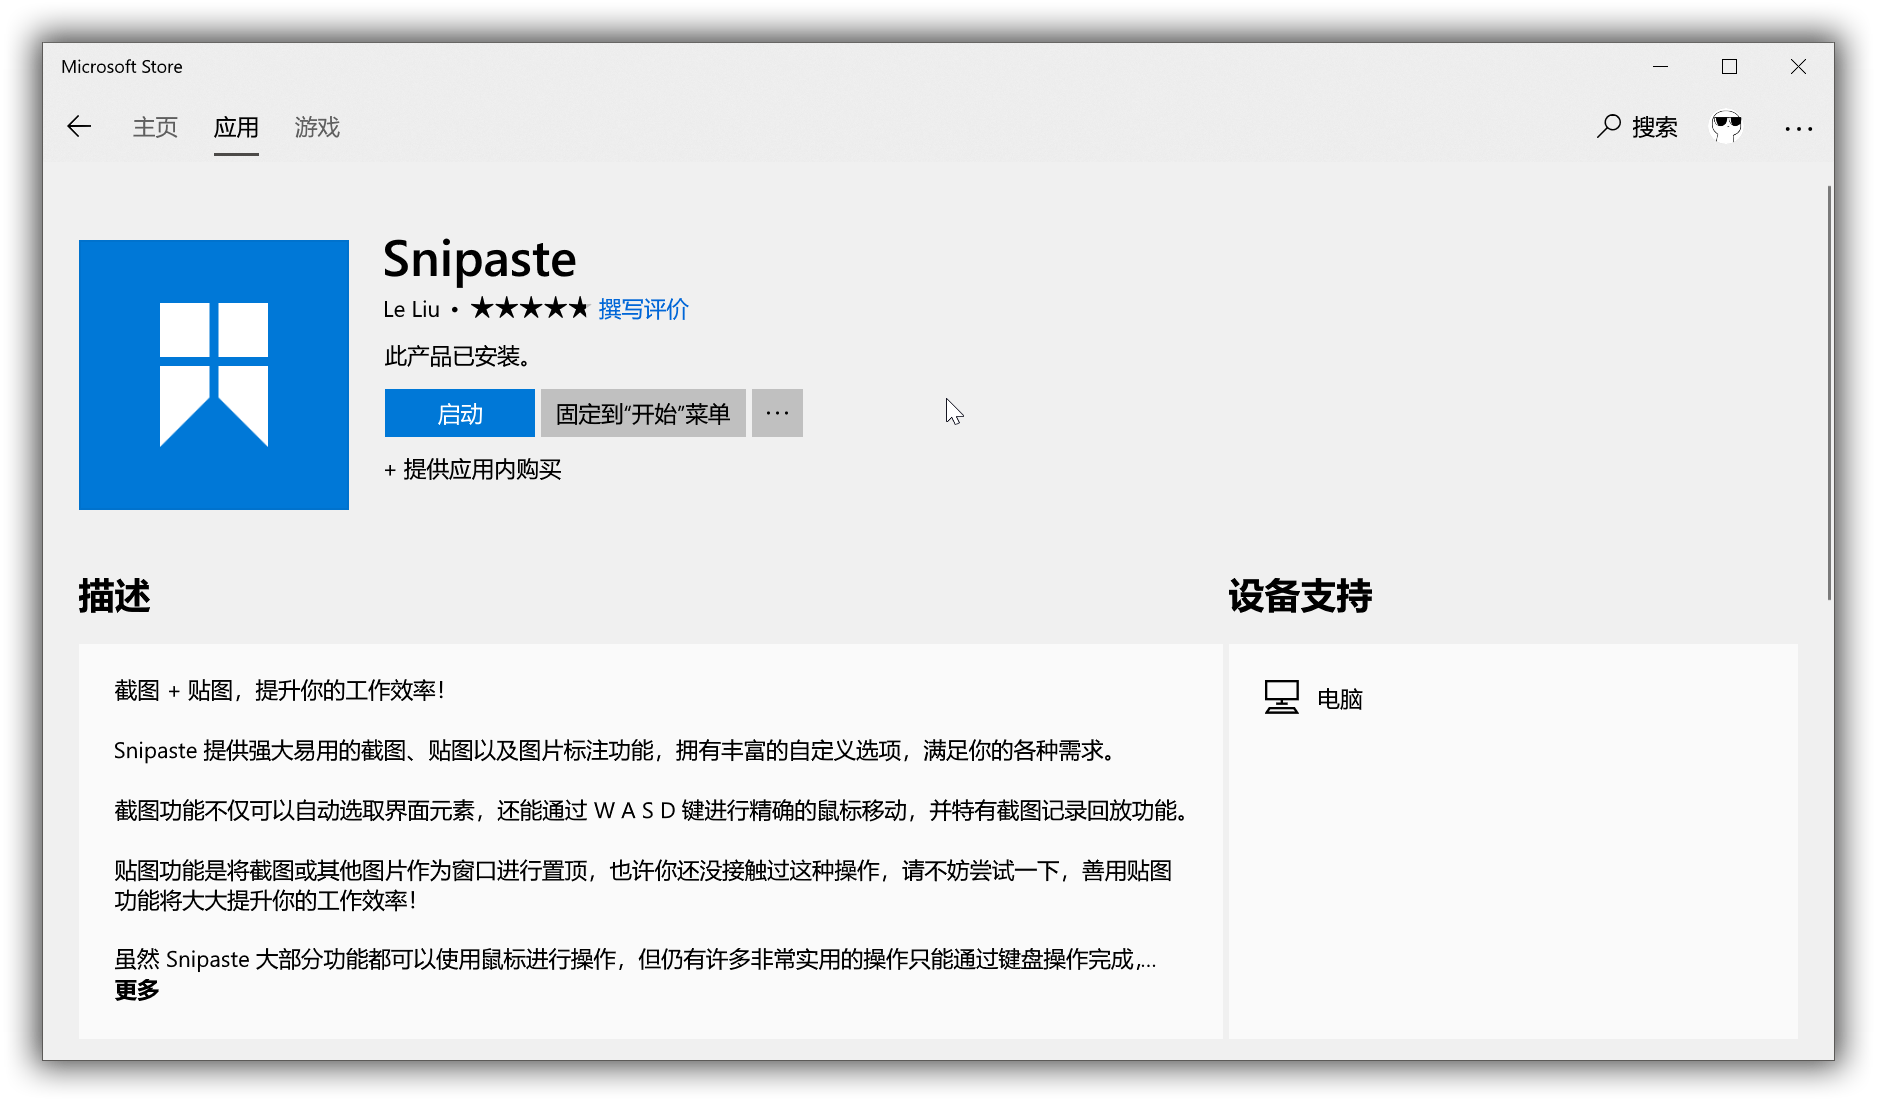 Microsoft Store
主页 应用 游戏 搜索
Snipaste
Le Liu • 撰写评价
此产品已安装。
启动 固定到“开始”菜单 ···
+ 提供应用内购买
描述
设备支持
截图 + 贴图，提升你的工作效率！
电脑
Snipaste 提供强大易用的截图、贴图以及图片标注功能，拥有丰富的自定义选项，满足你的各种需求。
截图功能不仅可以自动选取界面元素，还能通过 W A S D 键进行精确的鼠标移动，并特有截图记录回放功能。
贴图功能是将截图或其他图片作为窗口进行置顶，也许你还没接触过这种操作，请不妨尝试一下，善用贴图
功能将大大提升你的工作效率！
虽然 Snipaste 大部分功能都可以使用鼠标进行操作，但仍有许多非常实用的操作只能通过键盘操作完成,...
更多